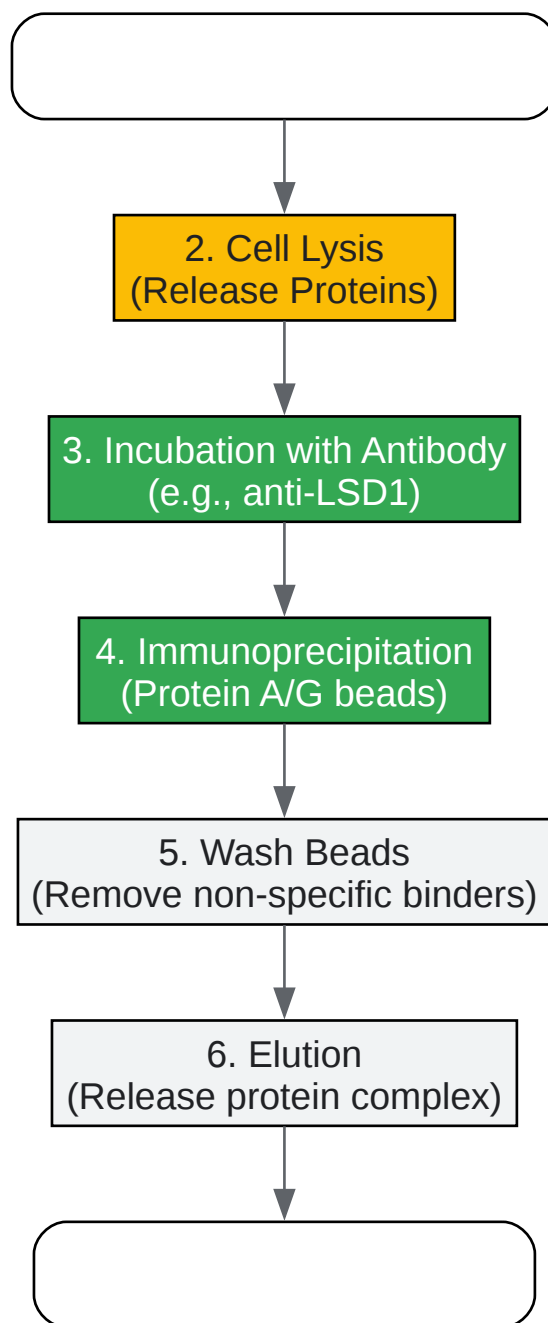 2. Cell Lysis
(Release Proteins)
3. Incubation with Antibody
(e.g., anti-LSD1)
4. Immunoprecipitation
(Protein A/G beads)
5. Wash Beads
(Remove non-specific binders)
6. Elution
(Release protein complex)